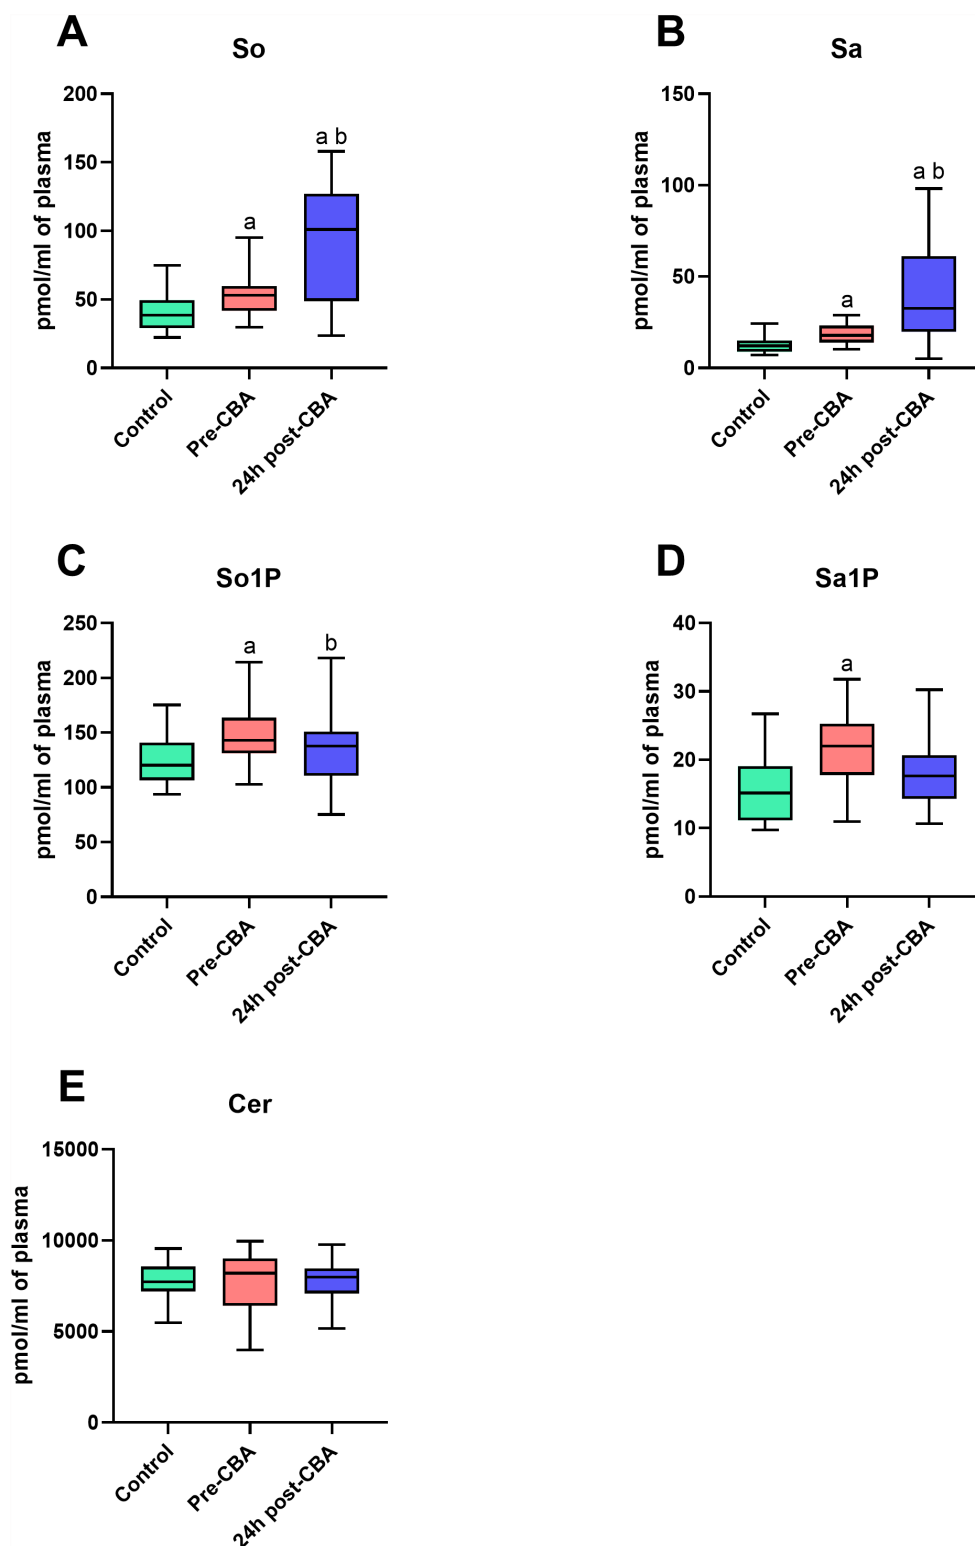 A
So
pmol/ml of plasma
200
150
100
50
0
a
a b
Control
Pre-CBA
24h post-CBA
B
Sa
pmol/ml of plasma
150
100
50
0
a
a b
Control
Pre-CBA
24h post-CBA
C
So1P
pmol/ml of plasma
250
200
150
100
50
0
a
b
Control
Pre-CBA
24h post-CBA
D
Sa1P
pmol/ml of plasma
40
30
20
10
0
a
Control
Pre-CBA
24h post-CBA
E
Cer
pmol/ml of plasma
15000
10000
5000
0
Control
Pre-CBA
24h post-CBA